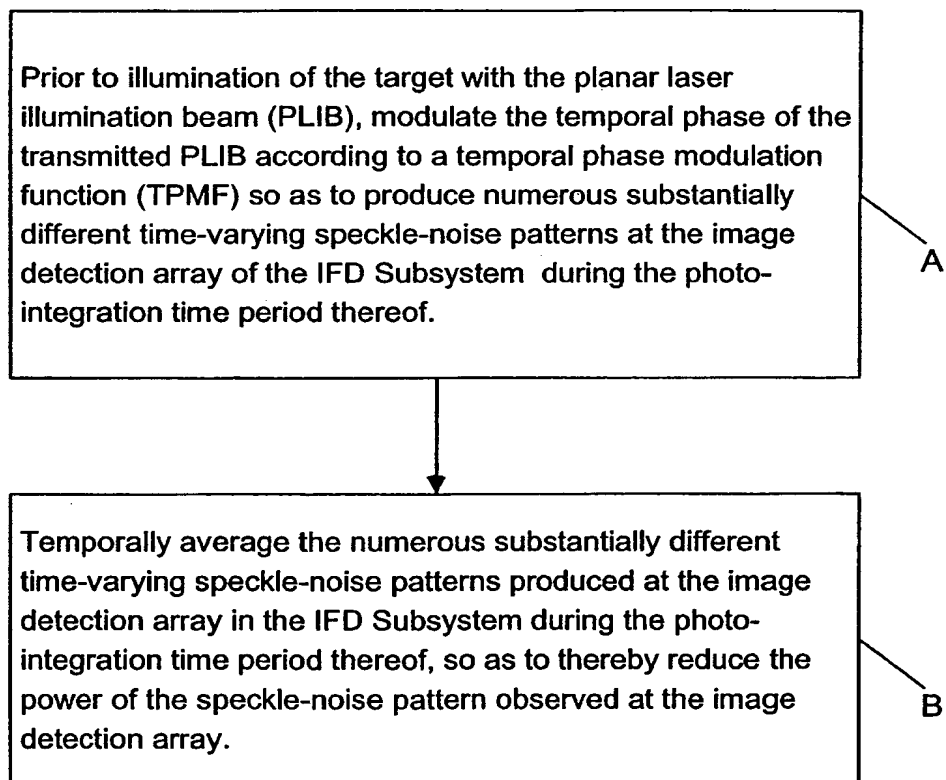 Prior to illumination of the target with the planar laser
illumination beam (PLIB), modulate the temporal phase of the
transmitted PLIB according to a temporal phase modulation
function (TPMF) so as to produce numerous substantially
different time-varying speckle-noise patterns at the image
detection array of the IFD Subsystem during the photo-
integration time period thereof.
A
Temporally average the numerous substantially different
time-varying speckle-noise patterns produced at the image
detection array in the IFD Subsystem during the photo-
integration time period thereof, so as to thereby reduce the
power of the speckle-noise pattern observed at the image
detection array.
B